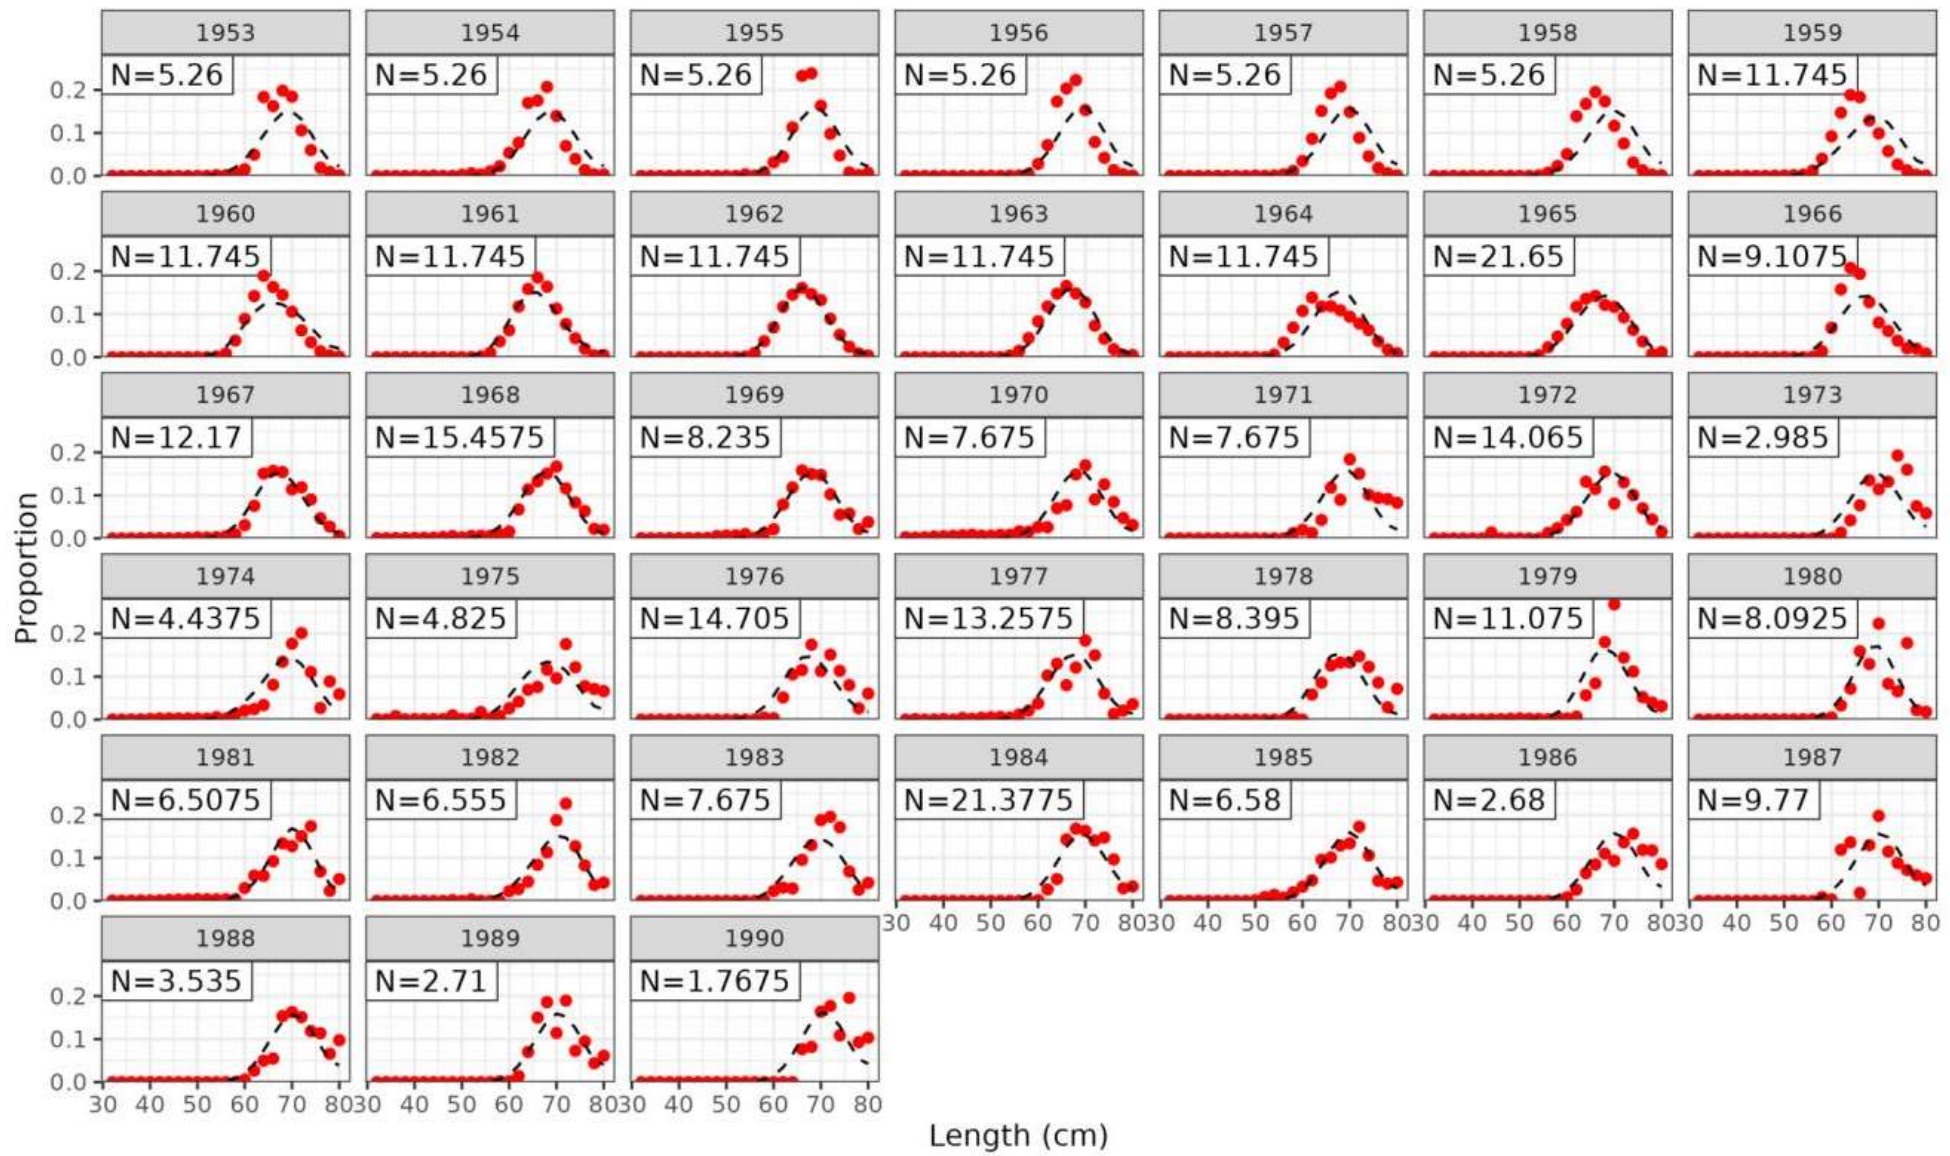 1953 1954 1955 1956 1957 1958 1959
N=5.26 N=5.26 N=5.26 N=5.26 N=5.26 N=5.26 N=11.745
0.2
0.1
0.0
1960 1961 1962 1963 1964 1965 1966
N=11.745 N=11.745 N=11.745 N=11.745 N=11.745 N=21.65 N=9.1075
0.2
0.1
0.0
1967 1968 1969 1970 1971 1972 1973
N=12.17 N=15.4575 N=8.235 N=7.675 N=7.675 N=14.065 N=2.985
0.2
0.1
0.0
Proportion
1974 1975 1976 1977 1978 1979 1980
N=4.4375 N=4.825 N=14.705 N=13.2575 N=8.395 N=11.075 N=8.0925
0.2
0.1
0.0
1981 1982 1983 1984 1985 1986 1987
N=6.5075 N=6.555 N=7.675 N=21.3775 N=6.58 N=2.68 N=9.77
0.2
0.1
0.0
30 40 50 60 70 80 30 40 50 60 70 80 30 40 50 60 70 80 30 40 50 60 70 80
1988 1989 1990
N=3.535 N=2.71 N=1.7675
0.2
0.1
0.0
30 40 50 60 70 80 30 40 50 60 70 80 30 40 50 60 70 80
Length (cm)